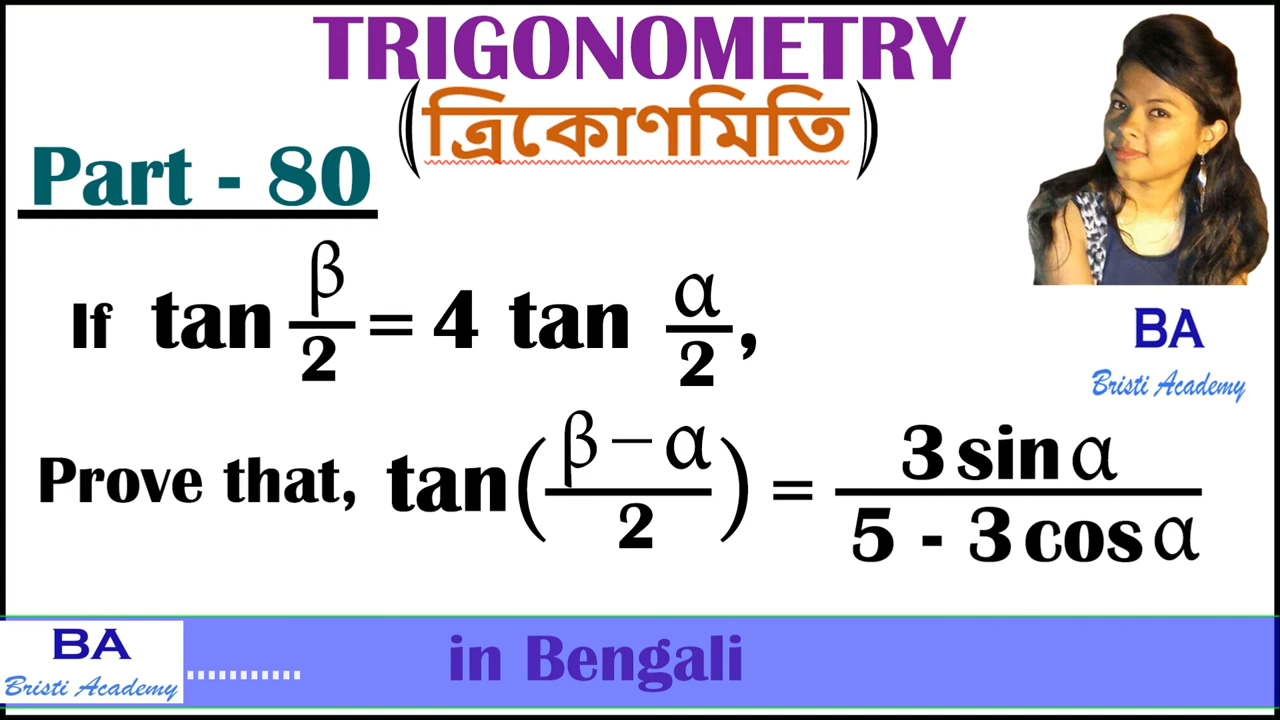 TRIGONOMETRY
(ত্রিকোণমিতি)
Part - 80
If tan β/2 = 4 tan α/2,
BA
Bristi Academy
Prove that, tan(β−α/2) = 3 sin α/5 - 3 cos α
BA
Bristi Academy
............ in Bengali